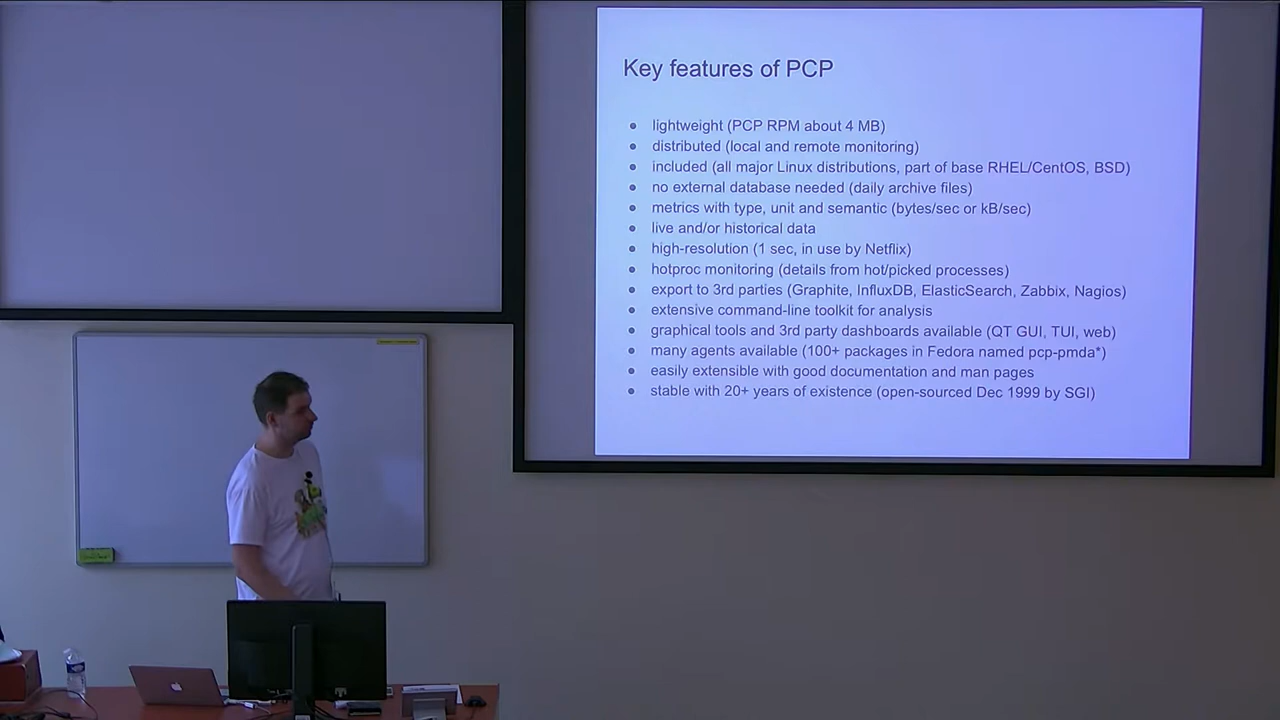 Key features of PCP
lightweight (PCP RPM about 4 MB)
distributed (local and remote monitoring)
included (all major Linux distributions, part of base RHEL/CentOS, BSD)
no external database needed (daily archive files)
metrics with type, unit and semantic (bytes/sec or kB/sec)
live and/or historical data
high-resolution (1 sec, in use by Netflix)
hotproc monitoring (details from hot/picked processes)
export to 3rd parties (Graphite, InfluxDB, ElasticSearch, Zabbix, Nagios)
extensive command-line toolkit for analysis
graphical tools and 3rd party dashboards available (QT GUI, TUI, web)
many agents available (100+ packages in Fedora named pcp-pmda*)
easily extensible with good documentation and man pages
stable with 20+ years of existence (open-sourced Dec 1999 by SGI)